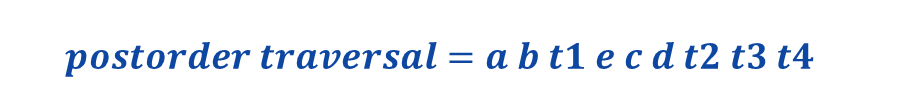 postorder traversal = a b t1 e c d t2 t3 t4